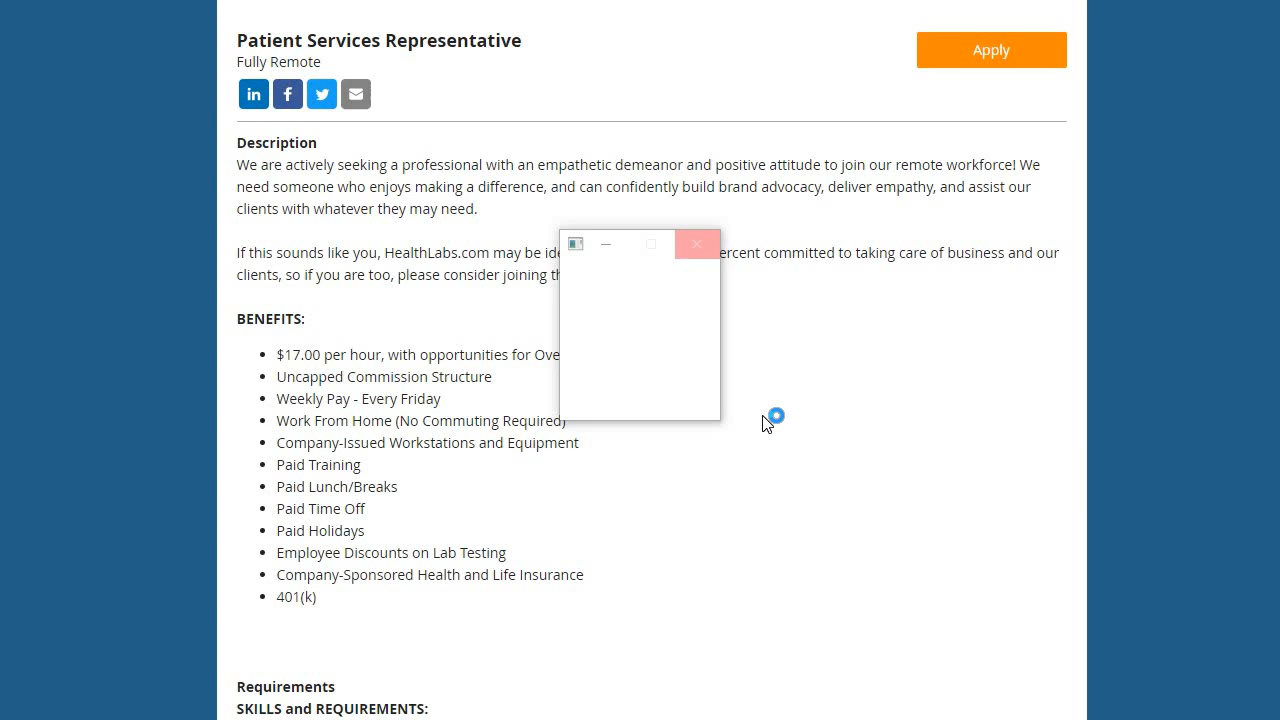 Patient Services Representative
Apply
Fully Remote
in f
Description
We are actively seeking a professional with an empathetic demeanor and positive attitude to join our remote workforce! We
need someone who enjoys making a difference, and can confidently build brand advocacy, deliver empathy, and assist our
clients with whatever they may need.
If this sounds like you, HealthLabs.com may be ercent committed to taking care of business and our
clients, so if you are too, please consider joining
BENEFITS:
• $17.00 per hour, with opportunities for
• Uncapped Commission Structure
• Weekly Pay - Every Friday
• Work From Home (No Commuting Required)
• Company-Issued Workstations and Equipment
• Paid Training
• Paid Lunch/Breaks
• Paid Time Off
• Paid Holidays
• Employee Discounts on Lab Testing
• Company-Sponsored Health and Life Insurance
• 401(k)
Requirements
SKILLS and REQUIREMENTS: